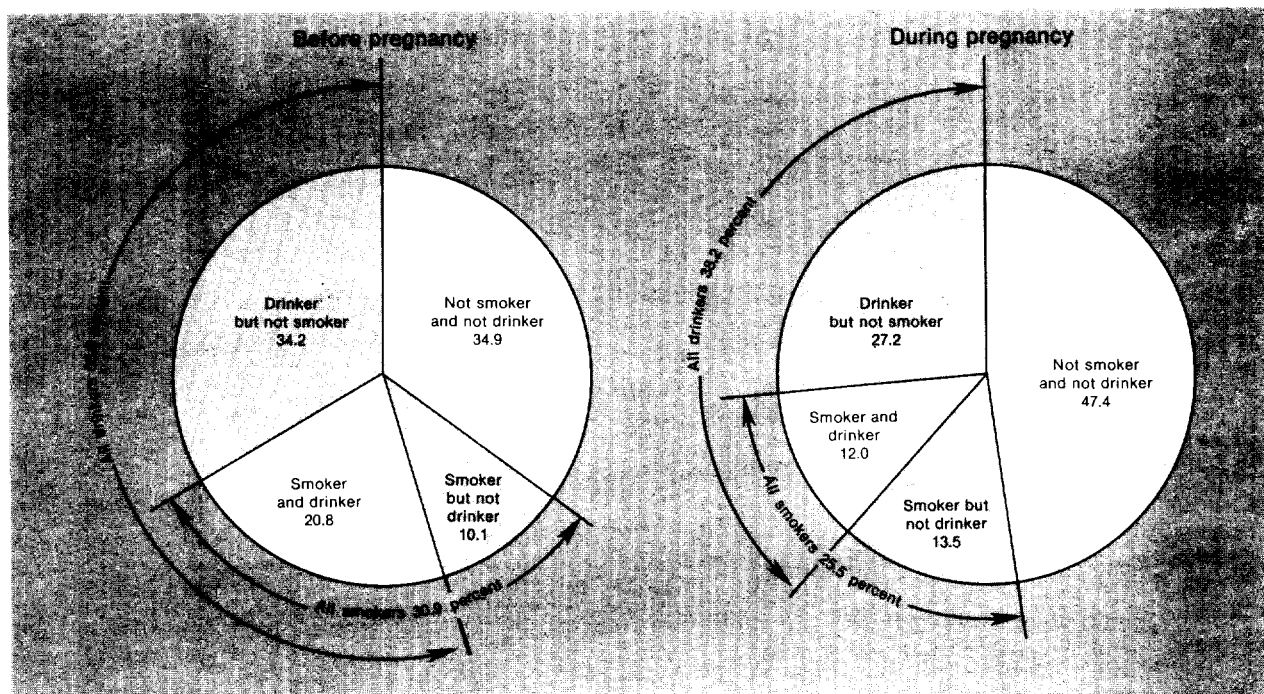 Before pregnancy
Drinker
but not smoker
34.2
Not smoker
and not drinker
34.9
Smoker
and drinker
20.8
Smoker
but not
drinker
10.1
All smokers 30.9 percent
All drinkers
During pregnancy
All drinkers 38.2 percent
Drinker
but not smoker
27.2
Not smoker
and not drinker
47.4
Smoker and
drinker
12.0
Smoker but
not drinker
13.5
All smokers 25.5 percent